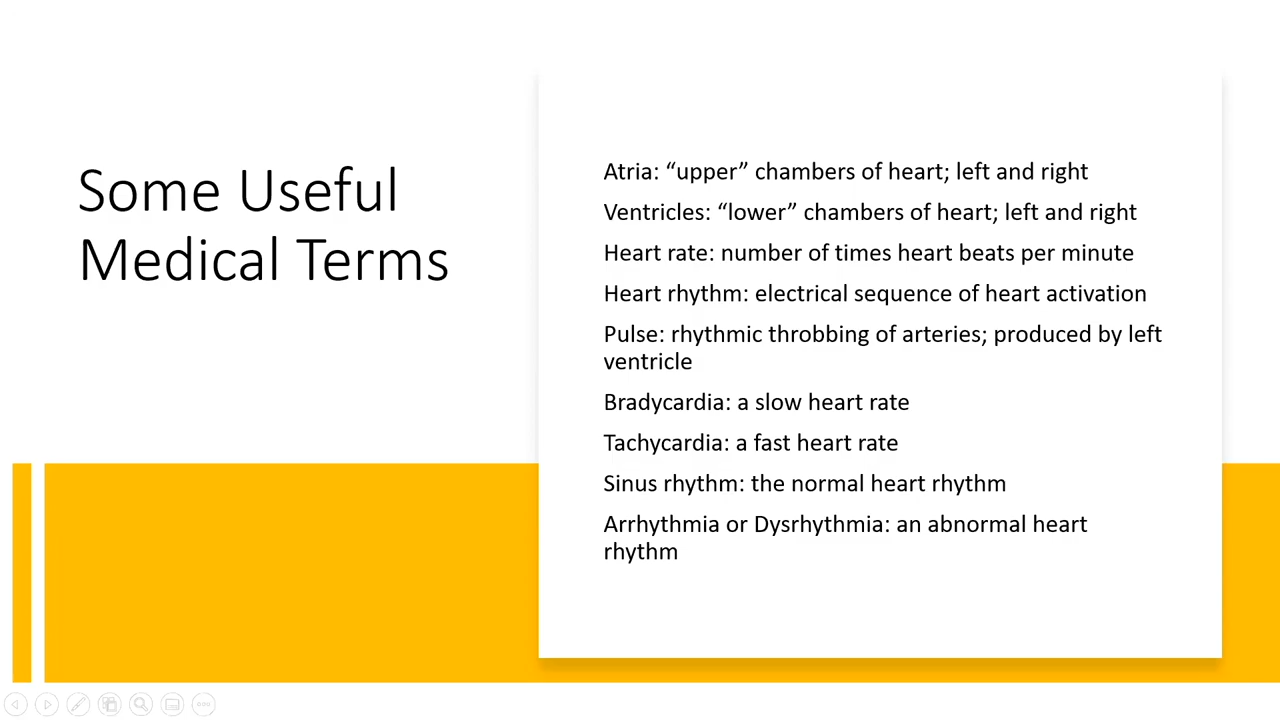 Some Useful
Medical Terms
Atria: “upper” chambers of heart; left and right
Ventricles: “lower” chambers of heart; left and right
Heart rate: number of times heart beats per minute
Heart rhythm: electrical sequence of heart activation
Pulse: rhythmic throbbing of arteries; produced by left
ventricle
Bradycardia: a slow heart rate
Tachycardia: a fast heart rate
Sinus rhythm: the normal heart rhythm
Arrhythmia or Dysrhythmia: an abnormal heart
rhythm